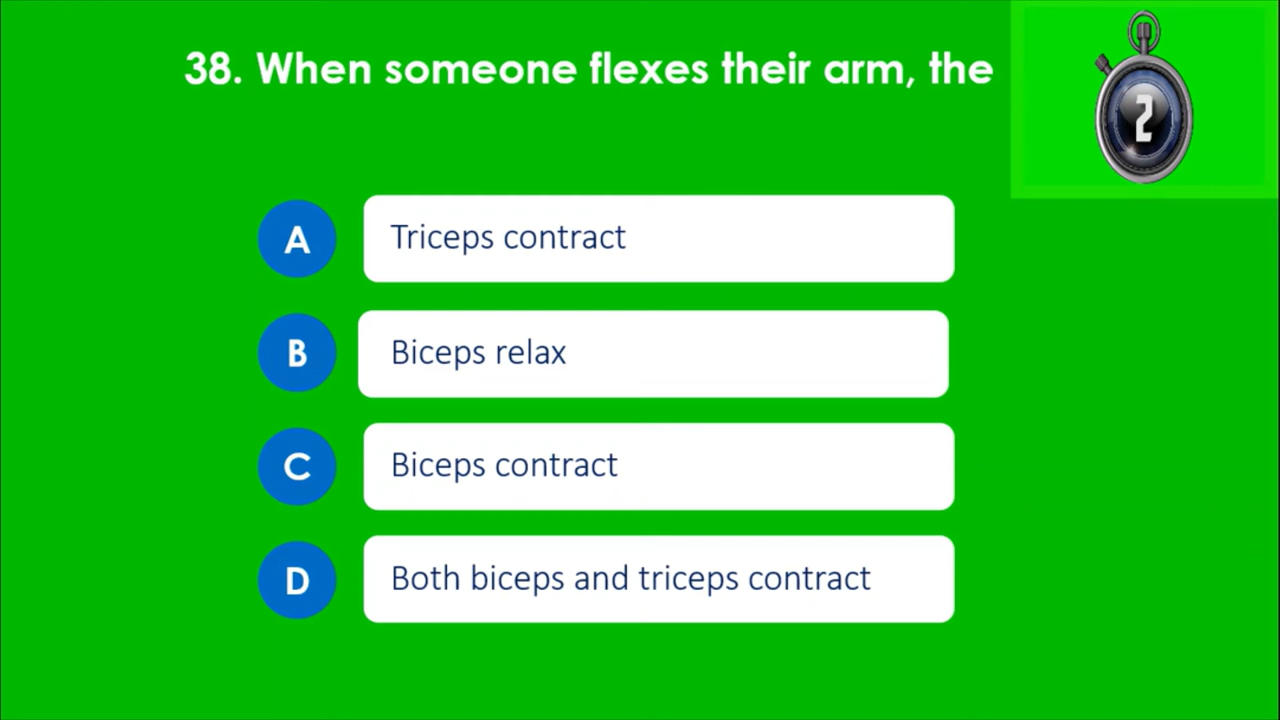 38. When someone flexes their arm, the
2
A
Triceps contract
B
Biceps relax
C
Biceps contract
D
Both biceps and triceps contract